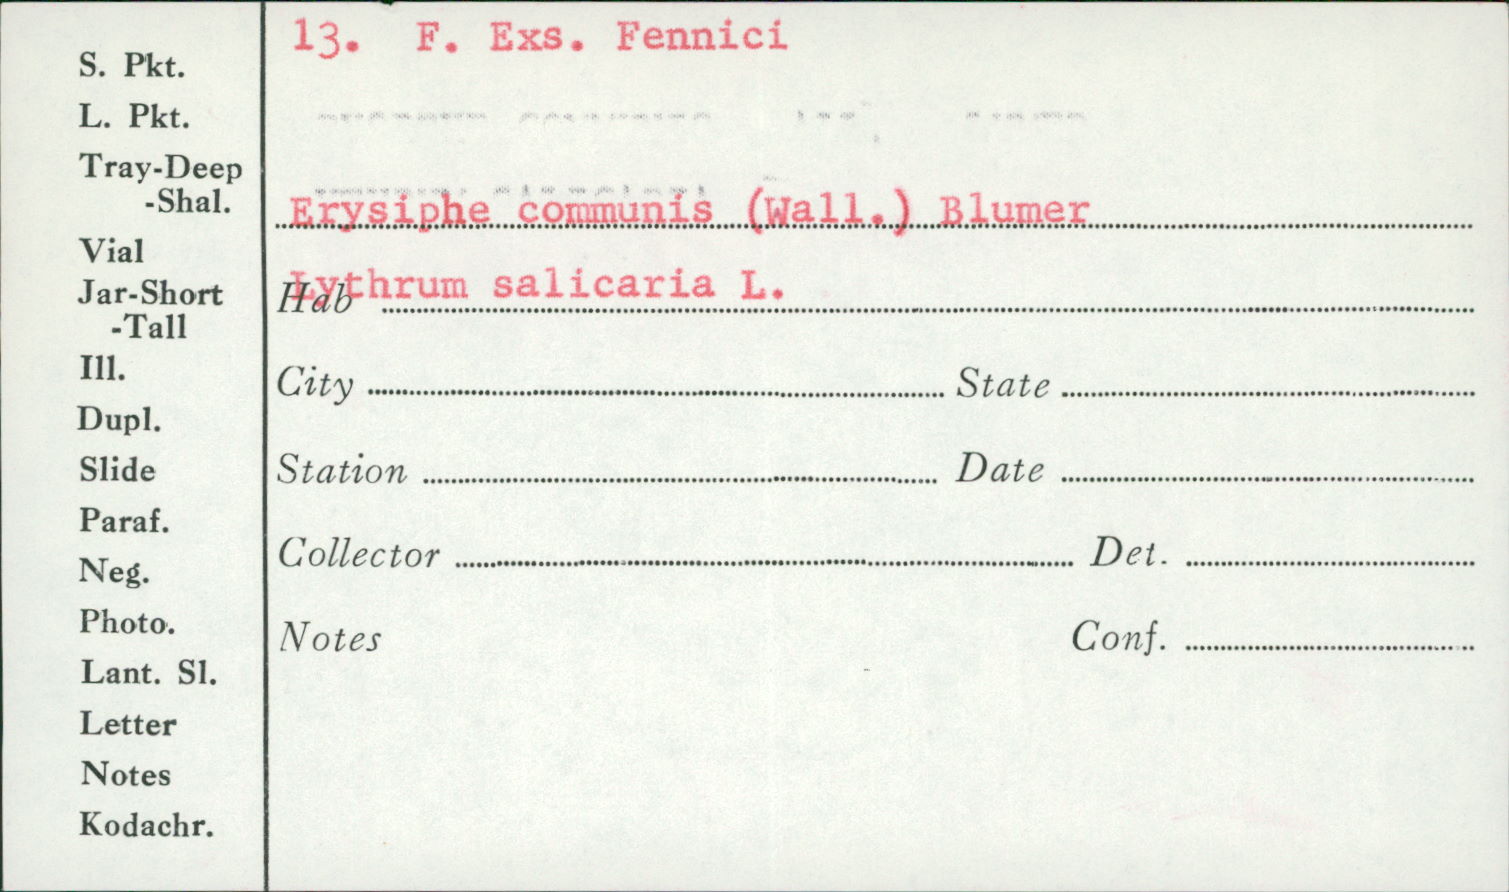 13. F. Exs. Fennici
Erysiphe communis (Wall.) Blumer
Lythrum salicaria L.
Hab
City State
Station Date
Collector Det.
Notes Conf.
S. Pkt.
L. Pkt.
Tray-Deep
-Shal.
Vial
Jar-Short
-Tall
Ill.
Dupl.
Slide
Paraf.
Neg.
Photo.
Lant. Sl.
Letter
Notes
Kodachr.